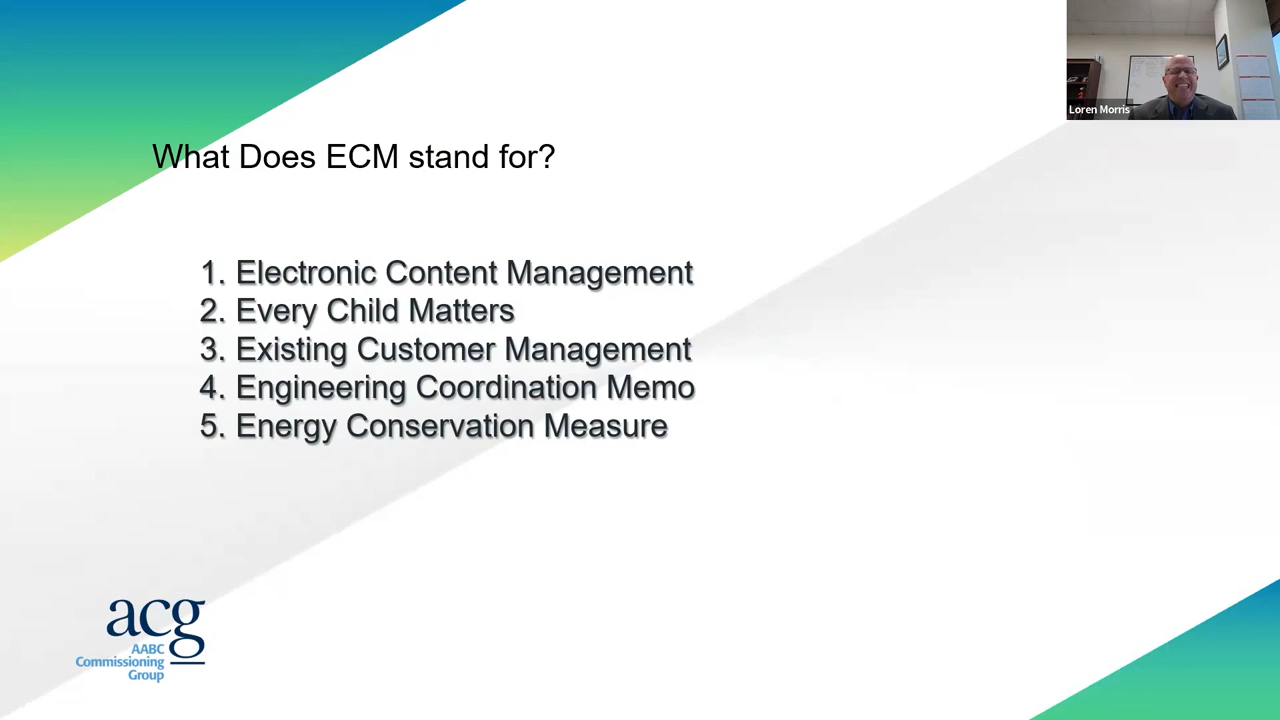 Loren Morris
What Does ECM stand for?
1. Electronic Content Management
2. Every Child Matters
3. Existing Customer Management
4. Engineering Coordination Memo
5. Energy Conservation Measure
acg
AABC
Commissioning
Group